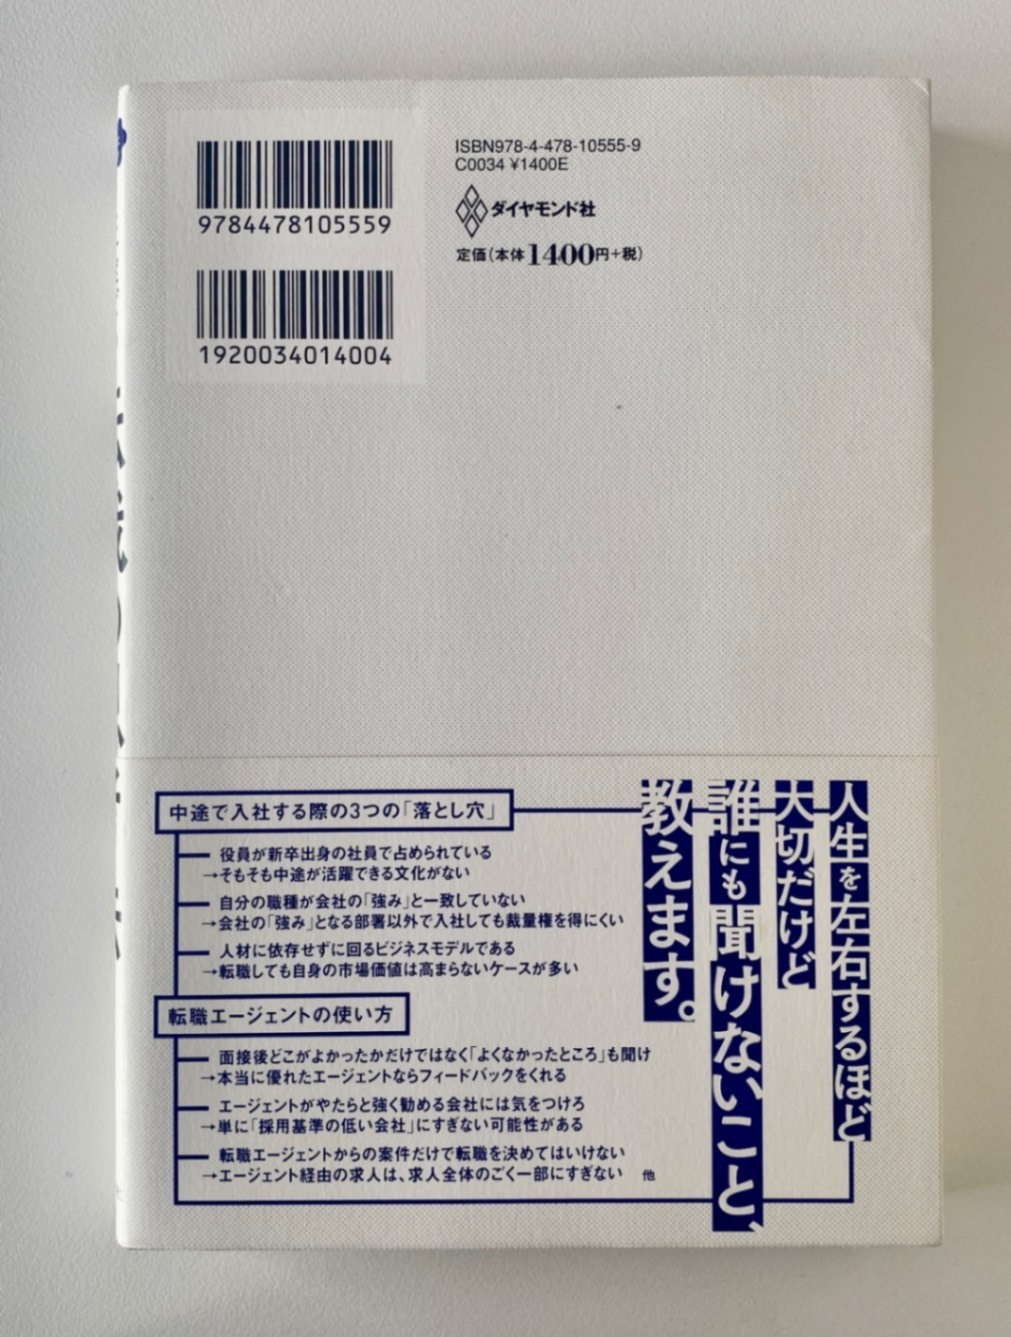 9784478105559
1920034014004
ISBN978-4-478-10555-9
C0034 ¥1400E
ダイヤモンド社
定価(本体1400円+税)
人生を左右するほど
大切だけど
誰にも聞けないこと、
教えます。
中途で入社する際の3つの「落とし穴」
役員が新卒出身の社員で占められている
→そもそも中途が活躍できる文化がない
自分の職種が会社の「強み」と一致していない
→会社の「強み」となる部署以外で入社しても裁量権を得にくい
人材に依存せずに回るビジネスモデルである
→転職しても自身の市場価値は高まらないケースが多い
転職エージェントの使い方
面接後どこがよかったかだけではなく「よくなかったところ」も聞け
→本当に優れたエージェントならフィードバックをくれる
エージェントがやたらと強く勧める会社には気をつけろ
→単に「採用基準の低い会社」にすぎない可能性がある
転職エージェントからの案件だけで転職を決めてはいけない
→エージェント経由の求人は、求人全体のごく一部にすぎない 他